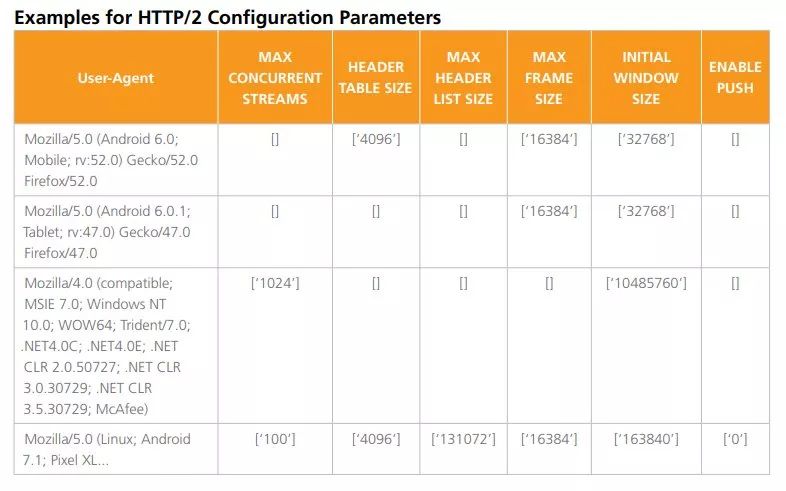 Examples for HTTP/2 Configuration Parameters
User-Agent
MAX
CONCURRENT
STREAMS
HEADER
TABLE SIZE
MAX
HEADER
LIST SIZE
MAX
FRAME
SIZE
INITIAL
WINDOW
SIZE
ENABLE
PUSH
Mozilla/5.0 (Android 6.0;
Mobile; rv:52.0) Gecko/52.0
Firefox/52.0
[]
[‘4096’]
[]
[‘16384’]
[‘32768’]
[]
Mozilla/5.0 (Android 6.0.1;
Tablet; rv:47.0) Gecko/47.0
Firefox/47.0
[]
[]
[]
[‘16384’]
[‘32768’]
[]
Mozilla/4.0 (compatible;
MSIE 7.0; Windows NT
10.0; WOW64; Trident/7.0;
.NET4.0C; .NET4.0E; .NET
CLR 2.0.50727; .NET CLR
3.0.30729; .NET CLR
3.5.30729; McAfee)
[‘1024’]
[]
[]
[]
[‘10485760’]
[]
Mozilla/5.0 (Linux; Android
7.1; Pixel XL...
[‘100’]
[‘4096’]
[‘131072’]
[‘16384’]
[‘163840’]
[‘0’]